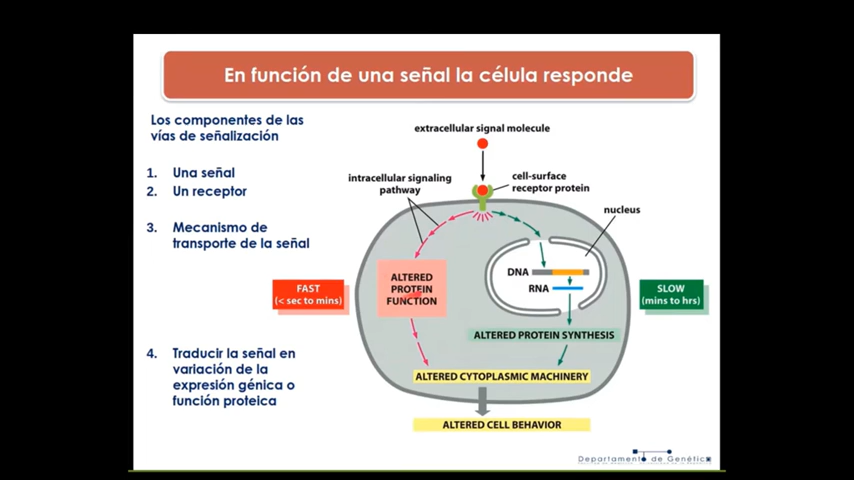 En función de una señal la célula responde
Los componentes de las
vías de señalización
1. Una señal
2. Un receptor
3. Mecanismo de
transporte de la señal
4. Traducir la señal en
variación de la
expresión génica o
función proteica
extracellular signal molecule
intracellular signaling
pathway
cell-surface
receptor protein
nucleus
DNA
RNA
ALTERED
PROTEIN
FUNCTION
FAST
(< sec to mins)
SLOW
(mins to hrs)
ALTERED PROTEIN SYNTHESIS
ALTERED CYTOPLASMIC MACHINERY
ALTERED CELL BEHAVIOR
Departamento de Genética